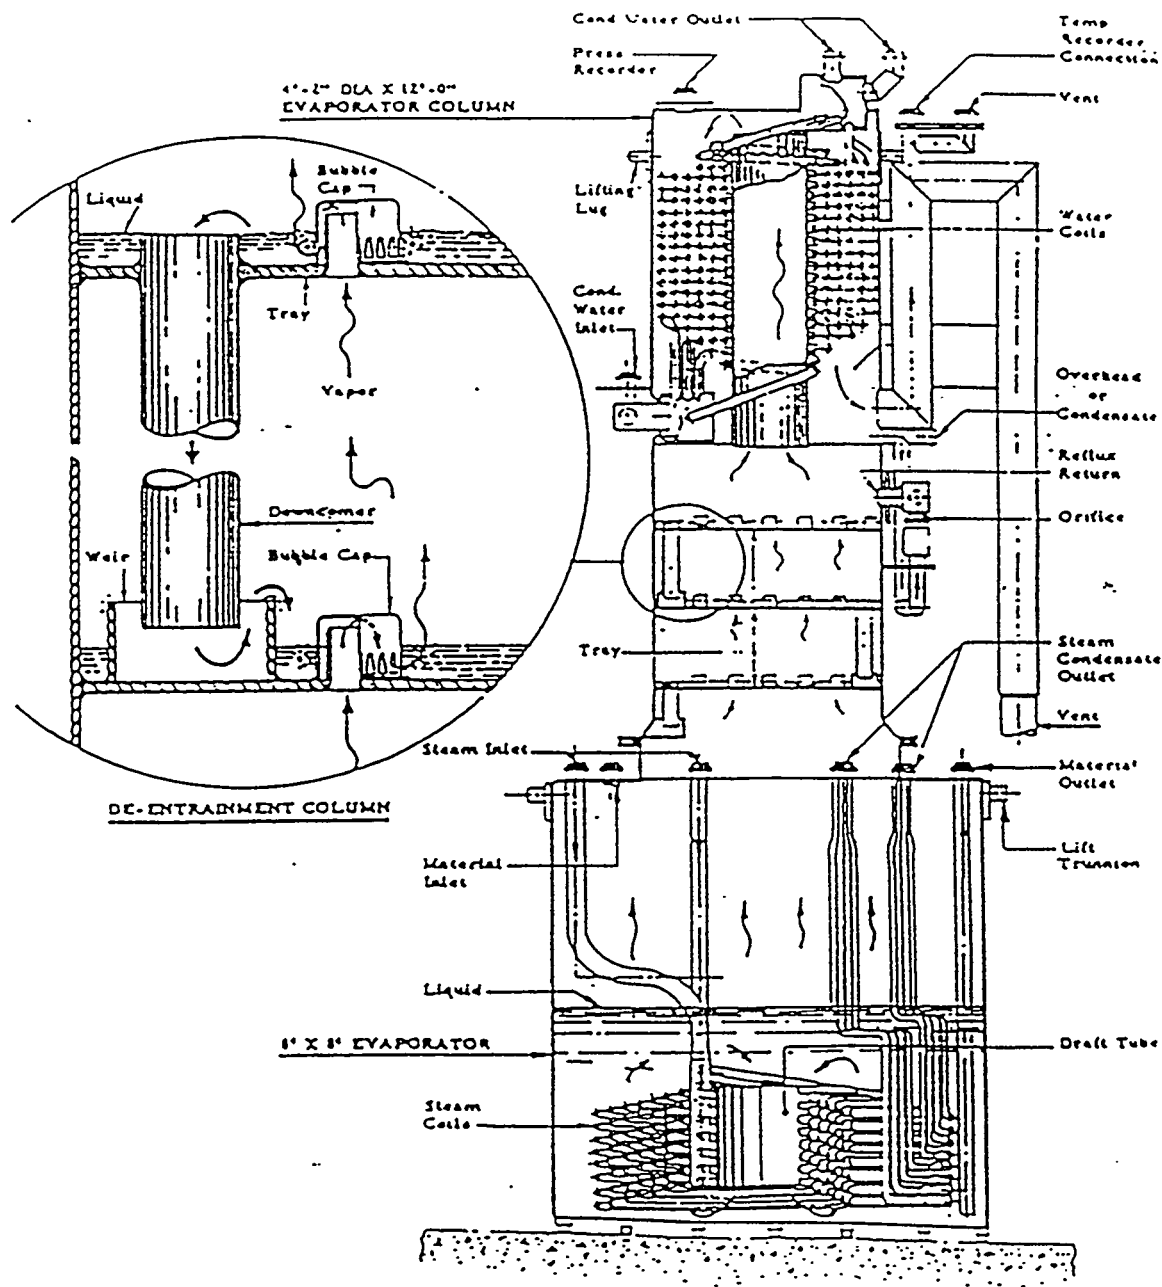 Cond Water Outlet
Press
Recorder
Temp
Recorder
Connection
Vent
4'-2" DIA X 12'-0"
EVAPORATOR COLUMN
Bubble
Cap
Liquid
Tray
Vapor
Lifting
Lug
Water
Coils
Cond.
Water
Inlet
Overhead
or
Condensate
Reflux
Return
Orifice
Downcomer
Weir
Bubble Cap
Tray
Steam
Condensate
Outlet
Vent
Steam Inlet
Material
Outlet
DE-ENTRAINMENT COLUMN
Material
Inlet
Lift
Trunnion
Liquid
8' X 8' EVAPORATOR
Draft Tube
Steam
Coils